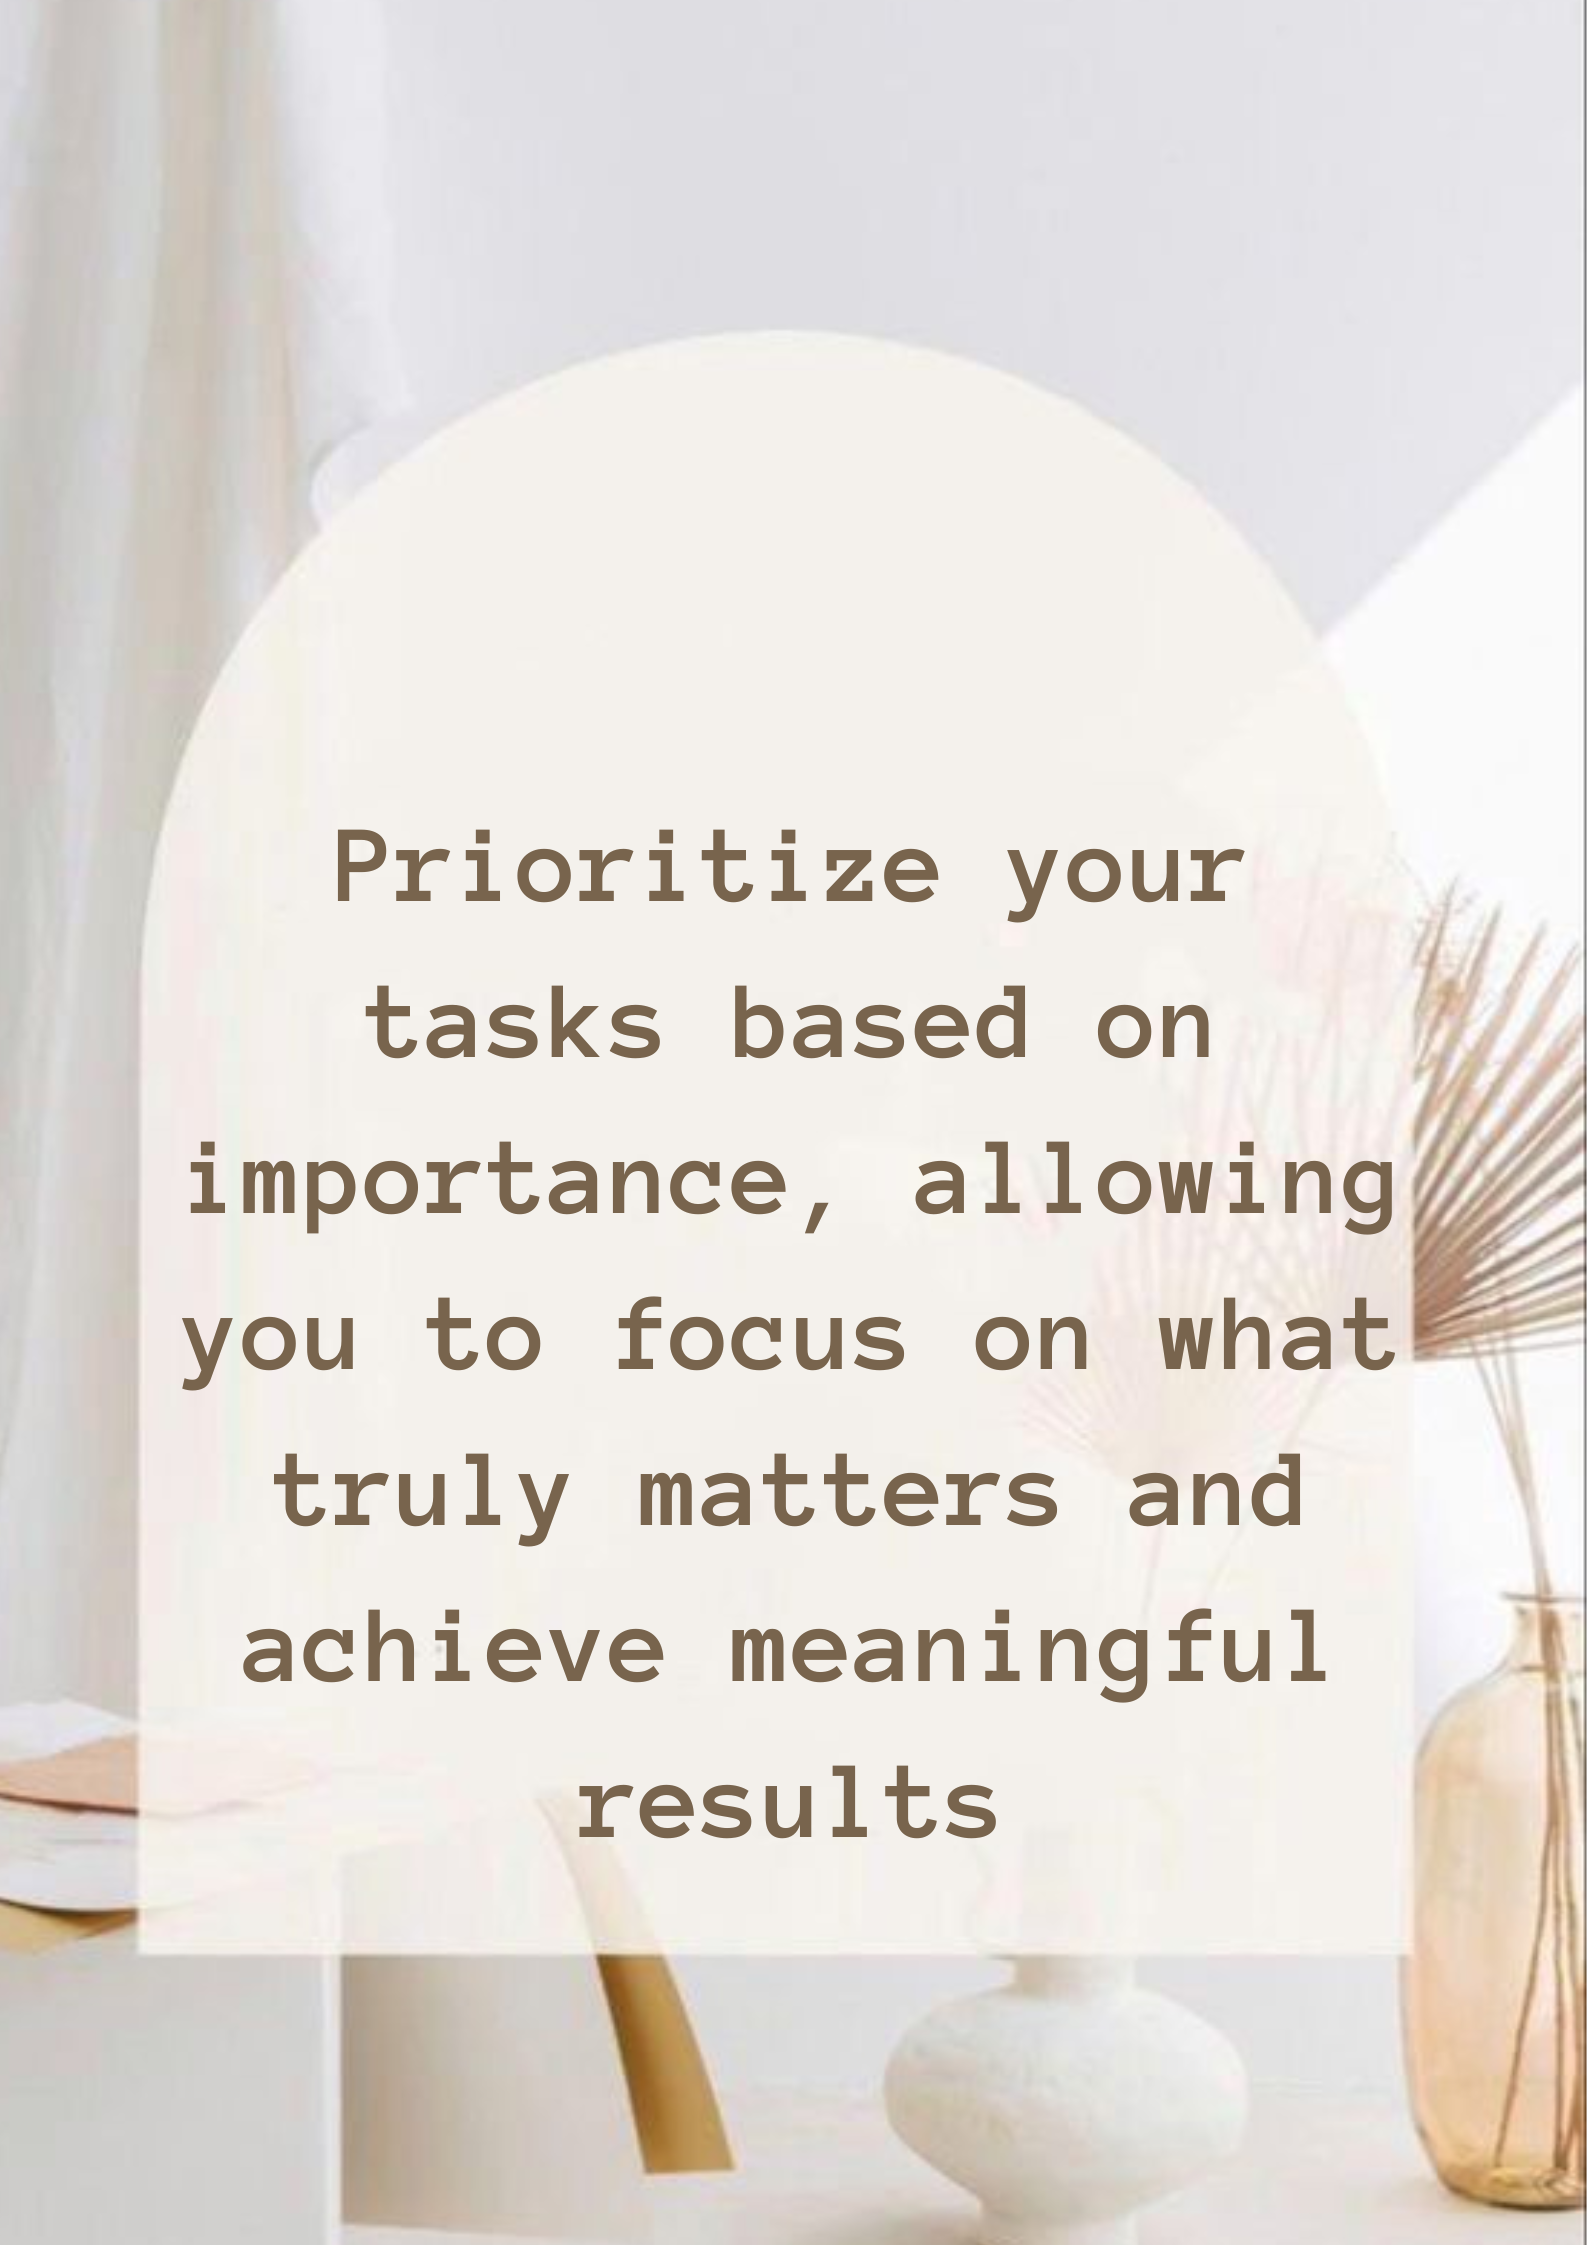 Prioritize your
tasks based on
importance, allowing
you to focus on what
truly matters and
achieve meaningful
results